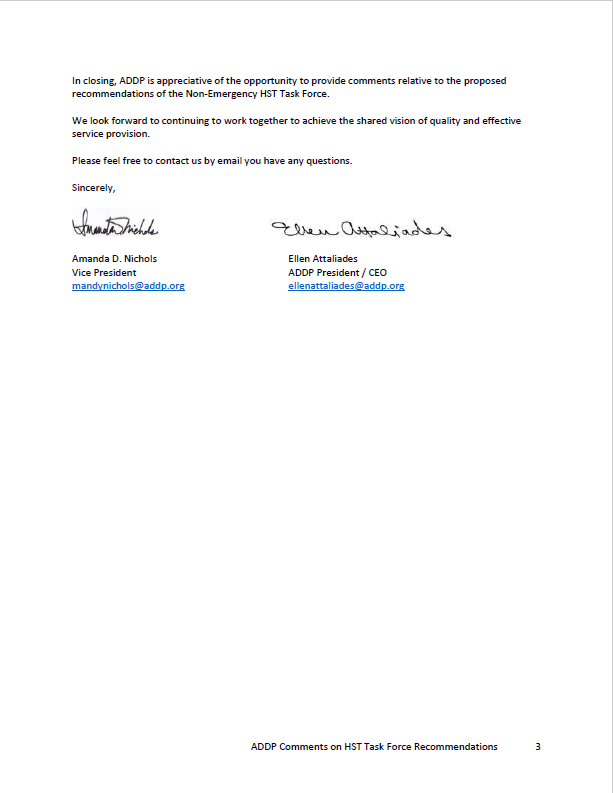 In closing, ADDP is appreciative of the opportunity to provide comments relative to the proposed
recommendations of the Non-Emergency HST Task Force.
We look forward to continuing to work together to achieve the shared vision of quality and effective
service provision.
Please feel free to contact us by email you have any questions.
Sincerely,
Amanda Nichols Ellen Attaliades
Amanda D. Nichols Ellen Attaliades
Vice President ADDP President / CEO
mandynichols@addp.org ellenattaliades@addp.org
ADDP Comments on HST Task Force Recommendations 3